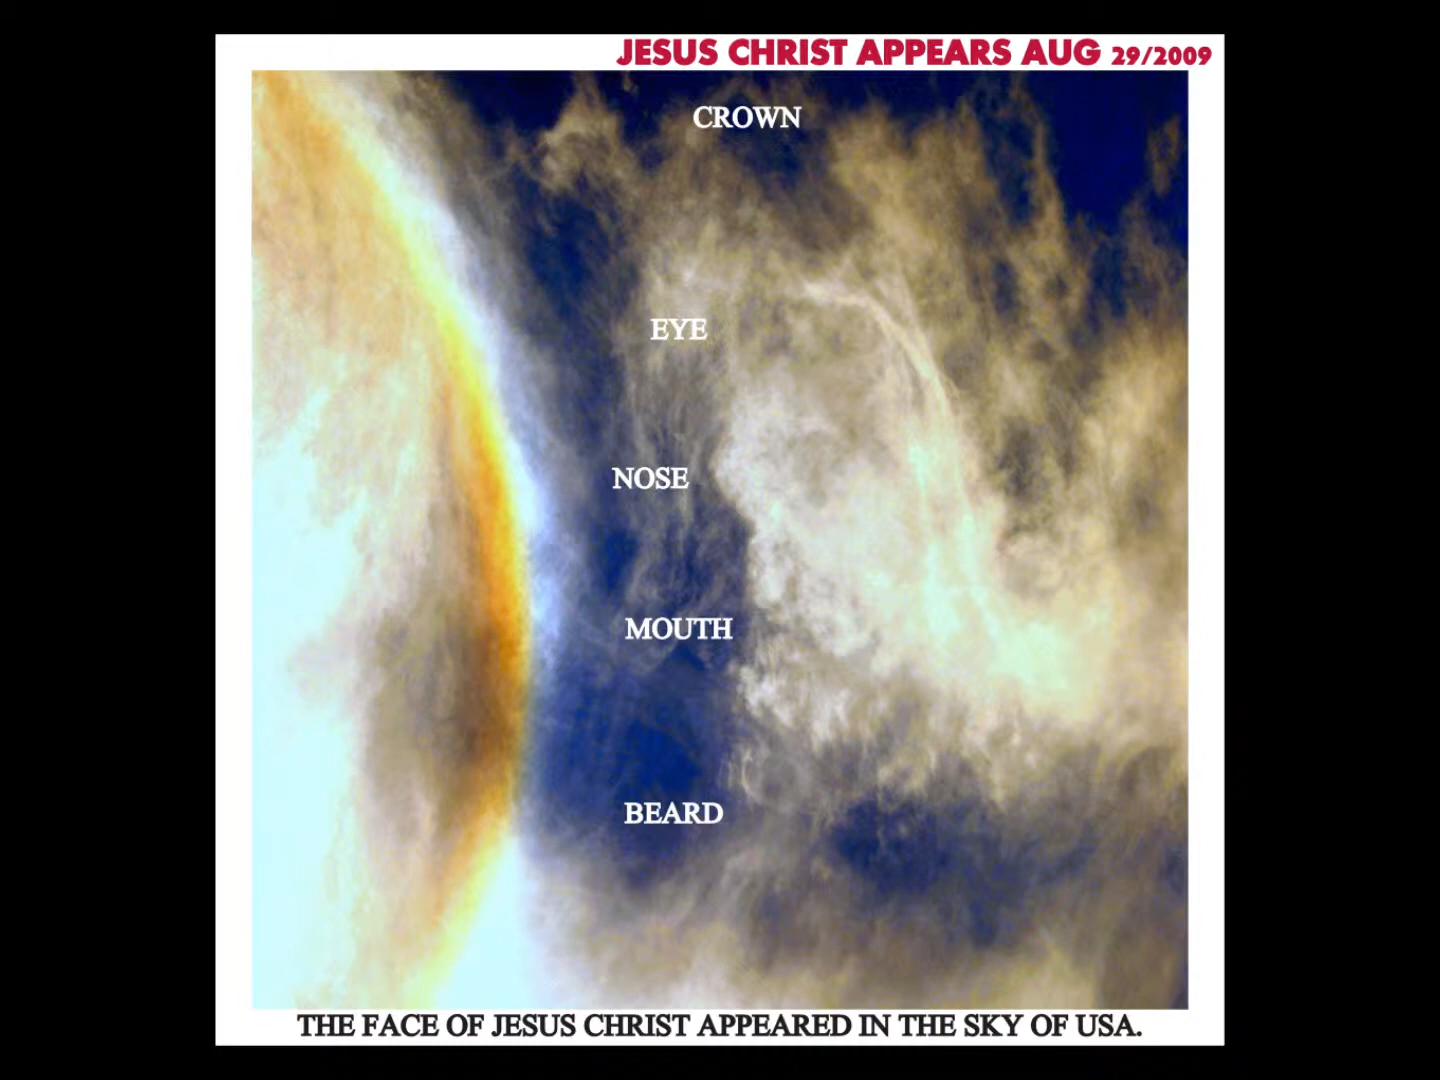 JESUS CHRIST APPEARS AUG 29/2009
CROWN
EYE
NOSE
MOUTH
BEARD
THE FACE OF JESUS CHRIST APPEARED IN THE SKY OF USA.